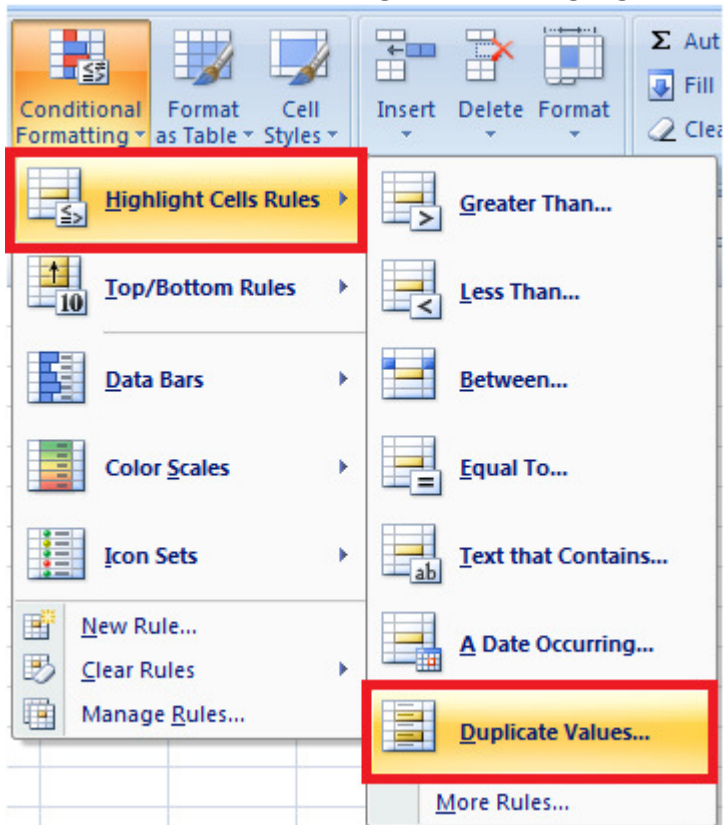 Σ Aut
Fill
Clea
Conditional Formatting
Format as Table
Cell Styles
Insert
Delete
Format
Highlight Cells Rules
Top/Bottom Rules
10
Data Bars
Color Scales
Icon Sets
New Rule...
Clear Rules
Manage Rules...
Greater Than...
>
Less Than...
<
Between...
Equal To...
=
Text that Contains...
ab
A Date Occurring...
Duplicate Values...
More Rules...